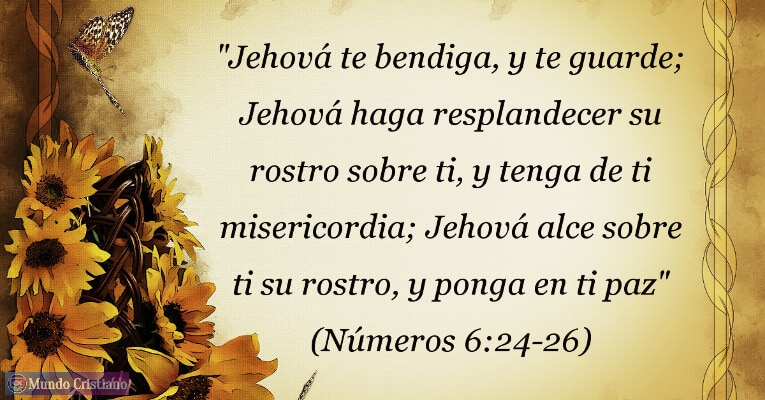 "Jehová te bendiga, y te guarde;
Jehová haga resplandecer su
rostro sobre ti, y tenga de ti
misericordia; Jehová alce sobre
ti su rostro, y ponga en ti paz"
(Números 6:24-26)
Mundo Cristiano